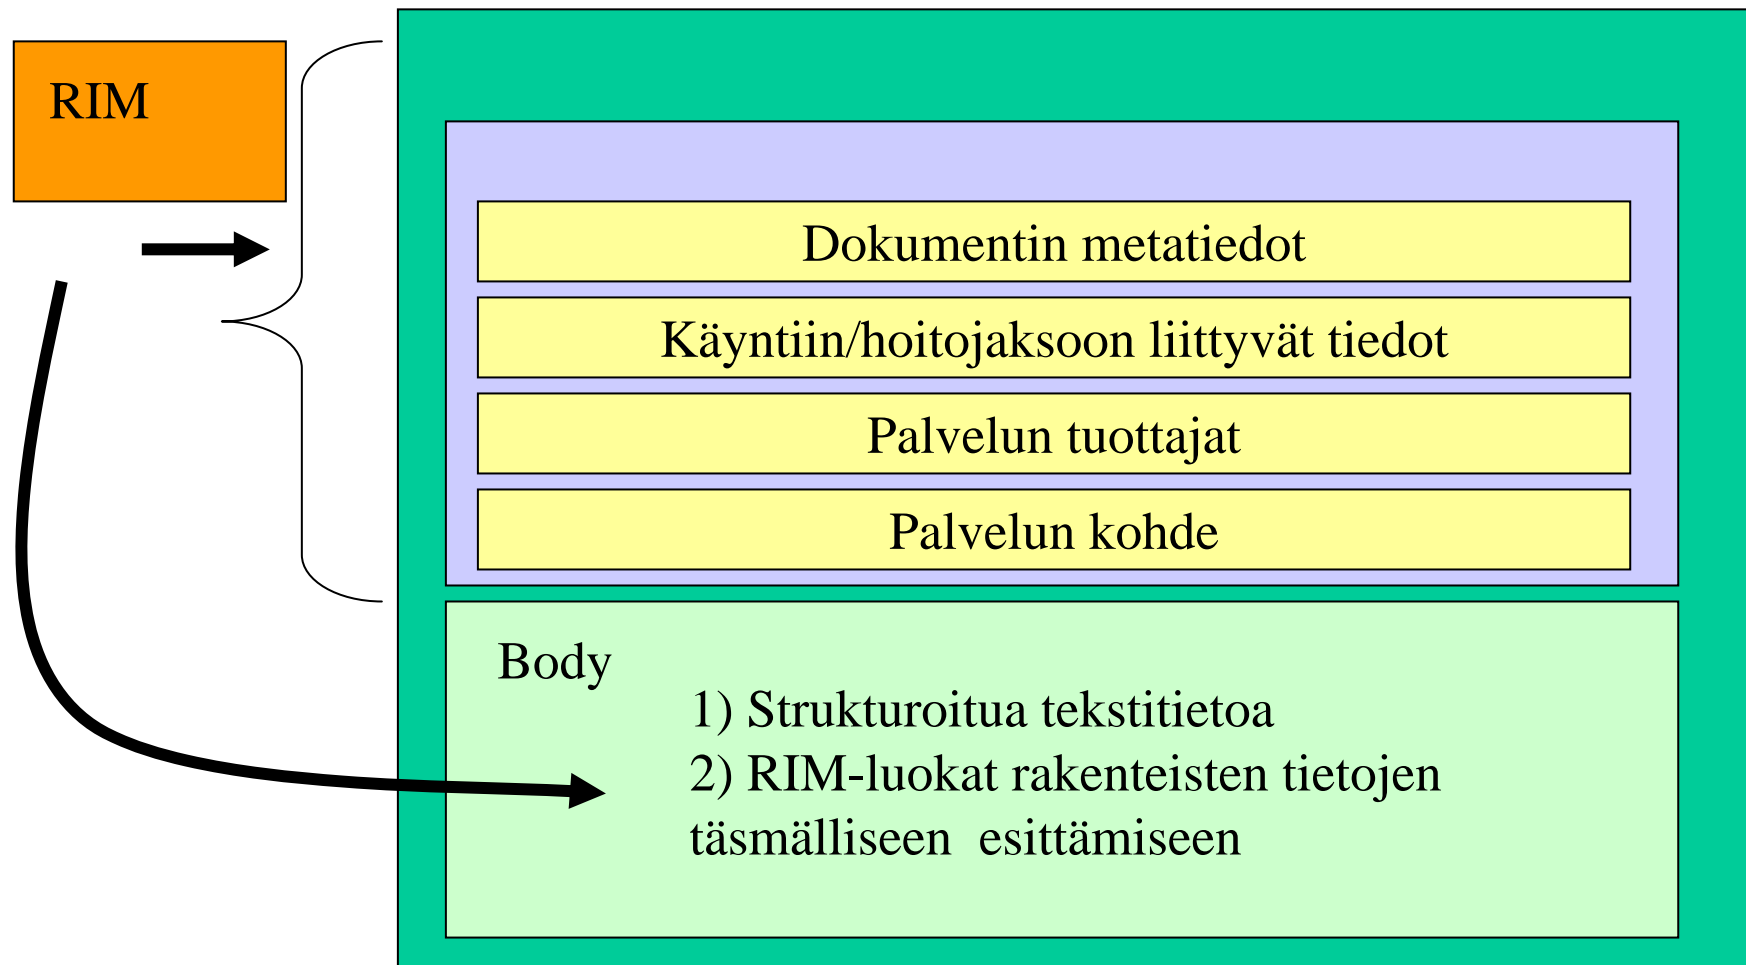 RIM
Dokumentin metatiedot
Käyntiin/hoitojaksoon liittyvät tiedot
Palvelun tuottajat
Palvelun kohde
Body
1) Strukturoitua tekstitietoa
2) RIM-luokat rakenteisten tietojen
täsmälliseen esittämiseen